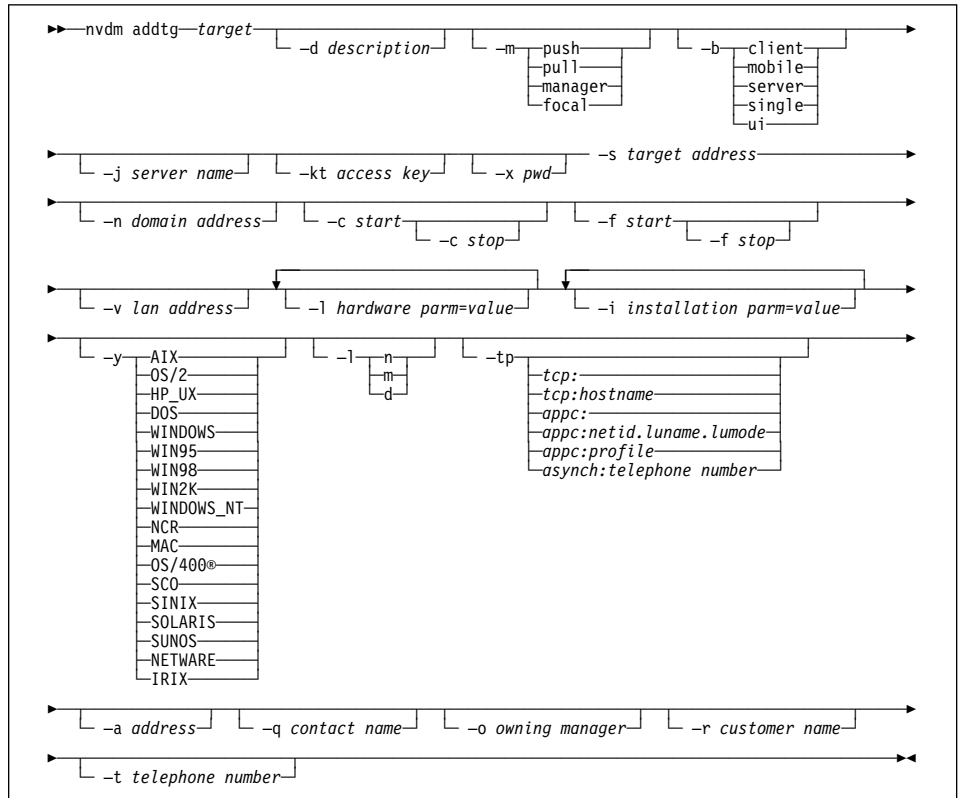 nvdm addtg target –d description –m push –b client
pull mobile
manager server
focal single
ui
–j server name –kt access key –x pwd –s target address
–n domain address –c start –f start
–c stop –f stop
–v lan address –l hardware parm=value –i installation parm=value
–y AIX –l n –tp
OS/2 m tcp:
HP_UX d tcp:hostname
DOS appc:
WINDOWS appc:netid.luname.lumode
WIN95 appc:profile
WIN98 asynch:telephone number
WIN2K
WINDOWS_NT
NCR
MAC
OS/400®
SCO
SINIX
SOLARIS
SUNOS
NETWARE
IRIX
–a address –q contact name –o owning manager –r customer name
–t telephone number